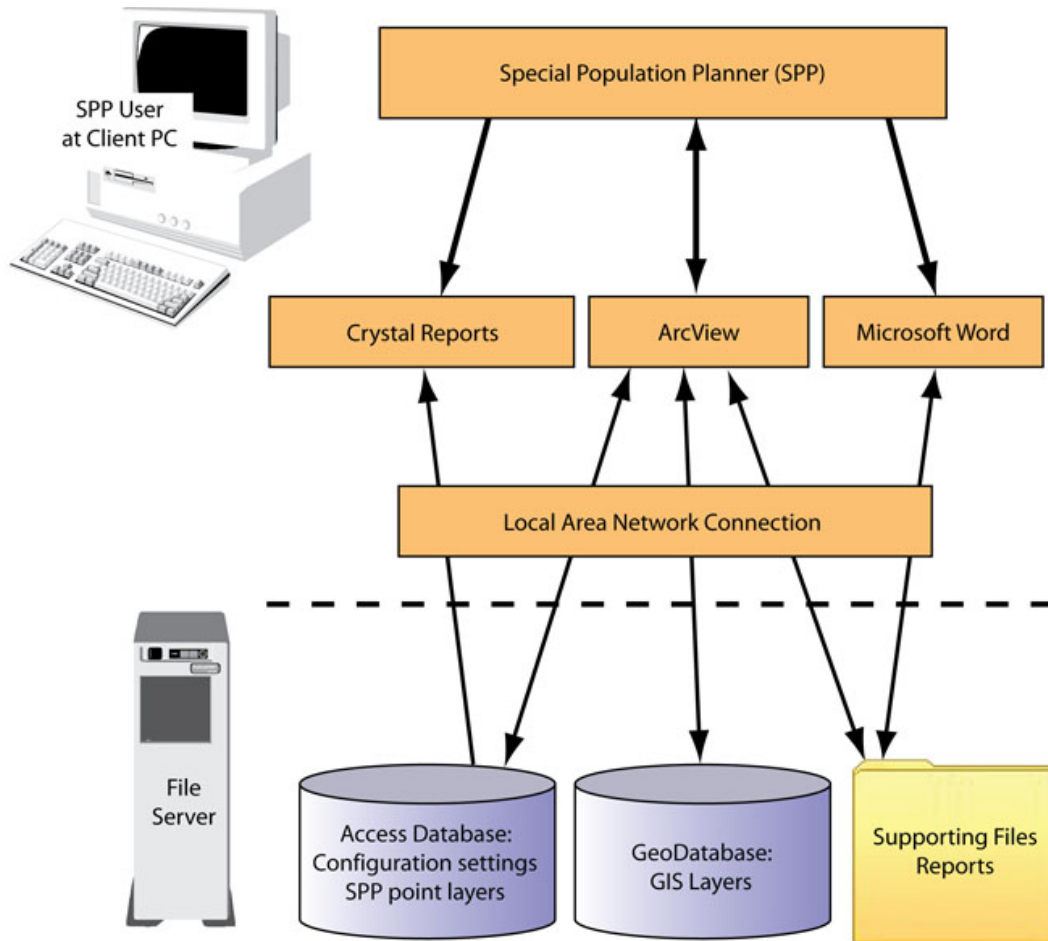 SPP User
at Client PC
Special Population Planner (SPP)
Crystal Reports
ArcView
Microsoft Word
Local Area Network Connection
File
Server
Access Database:
Configuration settings
SPP point layers
GeoDatabase:
GIS Layers
Supporting Files
Reports